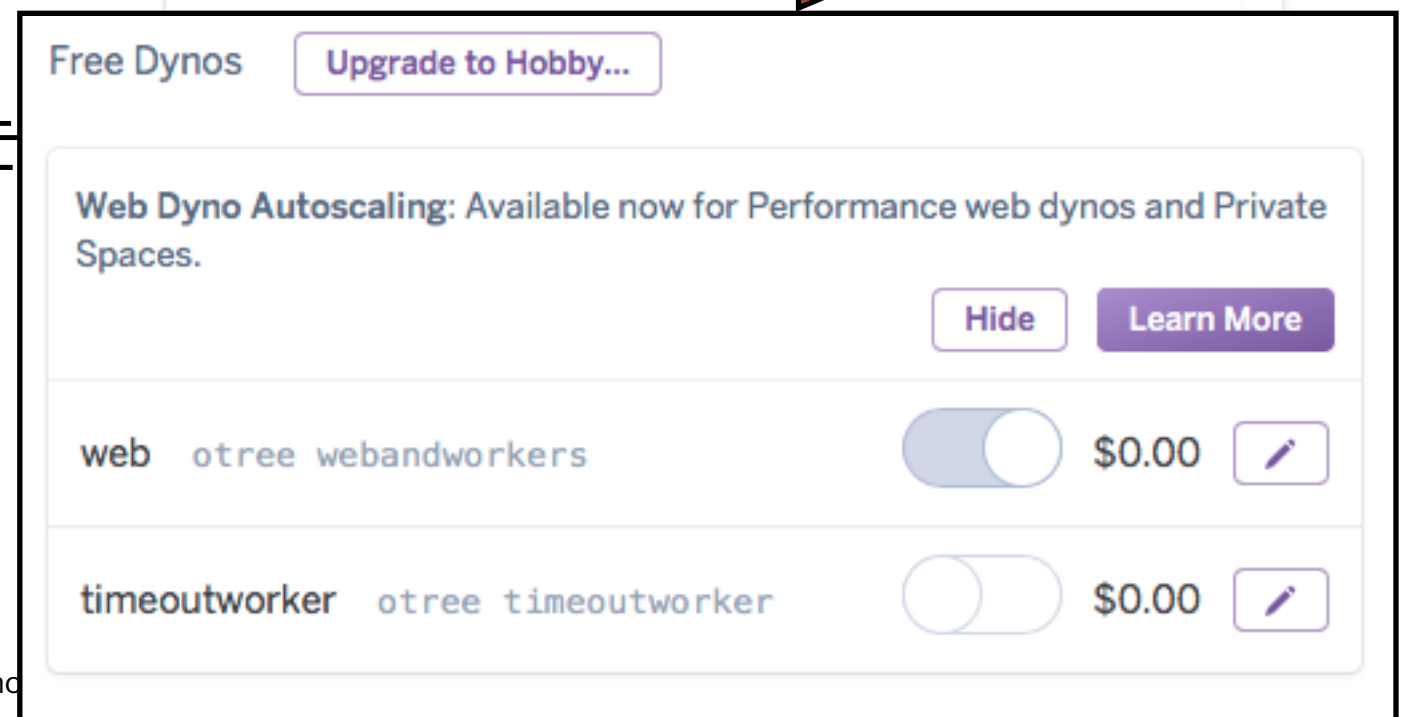 Free Dynos Upgrade to Hobby...
Web Dyno Autoscaling: Available now for Performance web dynos and Private
Spaces.
Hide Learn More
web otree webandworkers $0.00
timeoutworker otree timeoutworker $0.00